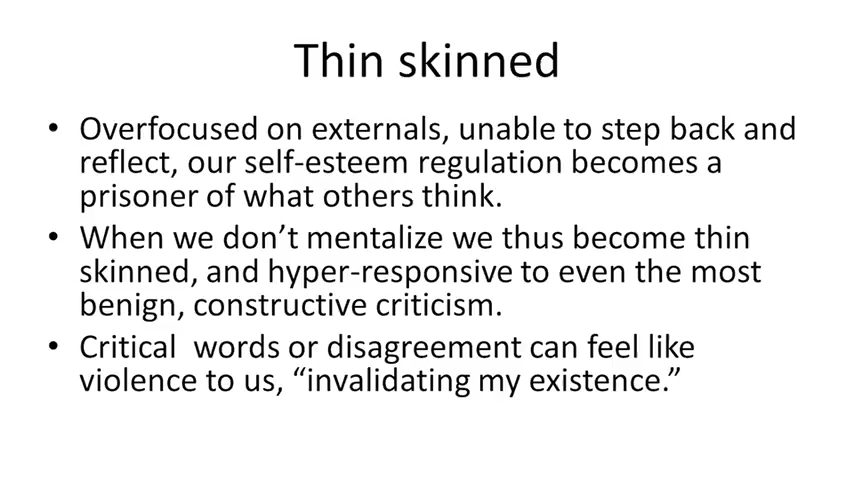 Thin skinned
• Overfocused on externals, unable to step back and
reflect, our self-esteem regulation becomes a
prisoner of what others think.
• When we don’t mentalize we thus become thin
skinned, and hyper-responsive to even the most
benign, constructive criticism.
• Critical  words or disagreement can feel like
violence to us, “invalidating my existence.”